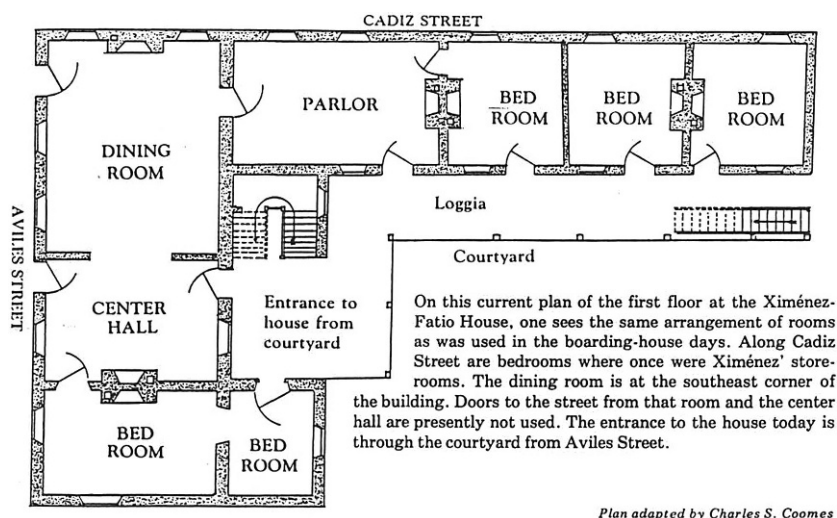 CADIZ STREET
PARLOR
BED
ROOM
BED
ROOM
BED
ROOM
DINING
ROOM
AVILES STREET
Loggia
Courtyard
CENTER
HALL
Entrance to
house from
courtyard
BED
ROOM
BED
ROOM
On this current plan of the first floor at the Ximénez-
Fatio House, one sees the same arrangement of rooms
as was used in the boarding-house days. Along Cadiz
Street are bedrooms where once were Ximénez' store-
rooms. The dining room is at the southeast corner of
the building. Doors to the street from that room and the center
hall are presently not used. The entrance to the house today is
through the courtyard from Aviles Street.
Plan adapted by Charles S. Coomes